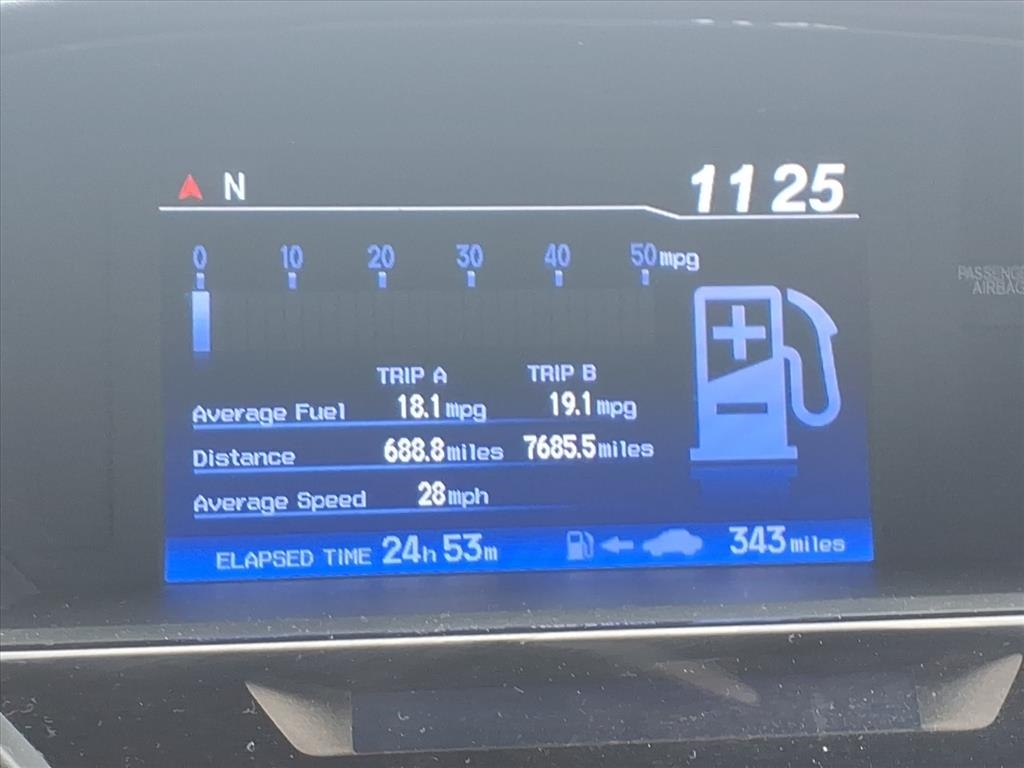 N 11 25
0 10 20 30 40 50 mpg
TRIP A TRIP B
Average Fuel 18.1 mpg 19.1 mpg
Distance 688.8 miles 7685.5 miles
Average Speed 28 mph
ELAPSED TIME 24h 53m 343 miles
AIRBAG